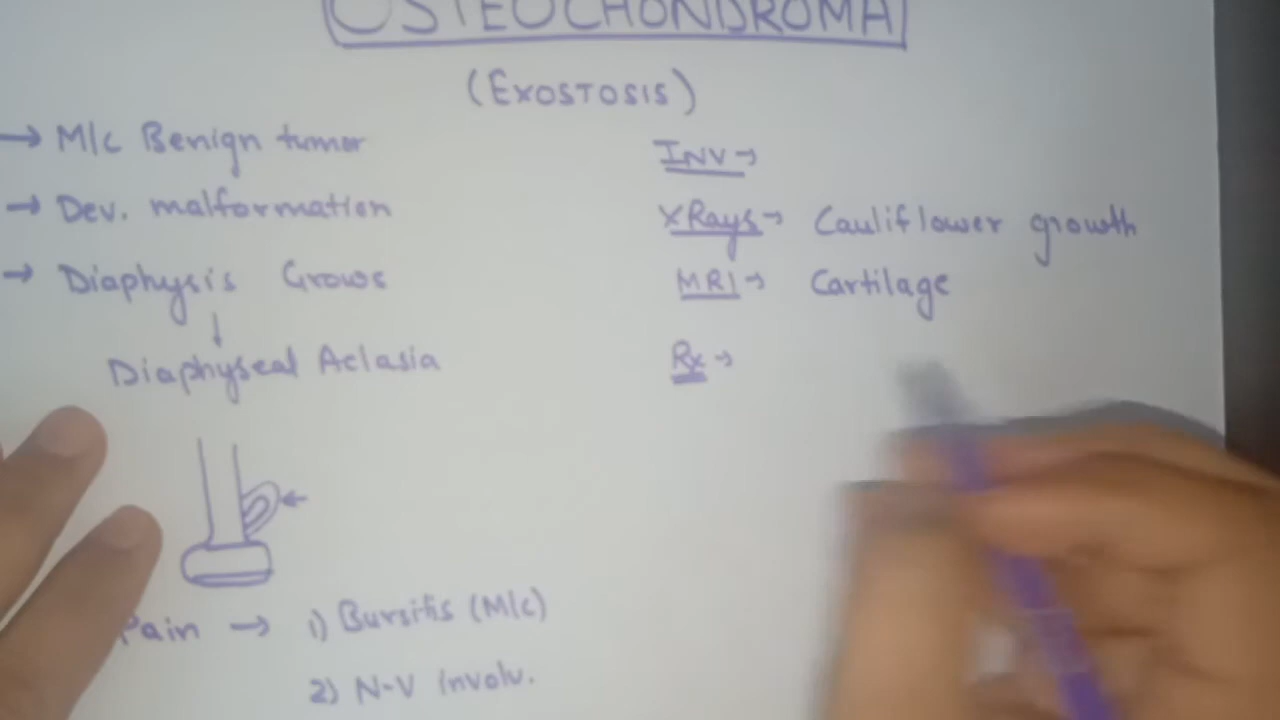 OSTEOCHONDROMA
(EXOSTOSIS)
→ M/c Benign tumor
→ Dev. malformation
→ Diaphysis Grows
↓
Diaphyseal Aclasia
Pain → 1) Bursitis (M/c)
2) N-V involv.
INV →
XRays → Cauliflower growth
MRI → Cartilage
Rx →